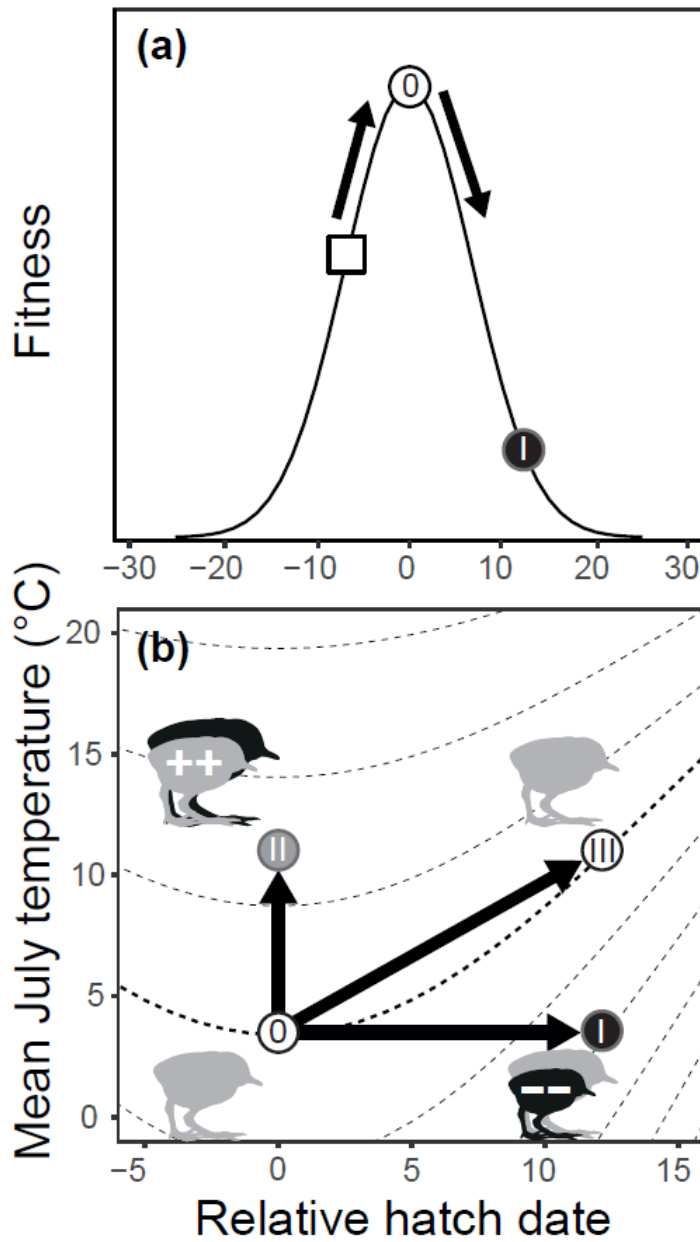 (a)
0
I
Fitness
−30 −20 −10 0 10 20 30
(b)
20
15
10
5
0
++
II
III
0
I
−−
Mean July temperature (°C)
−5 0 5 10 15
Relative hatch date